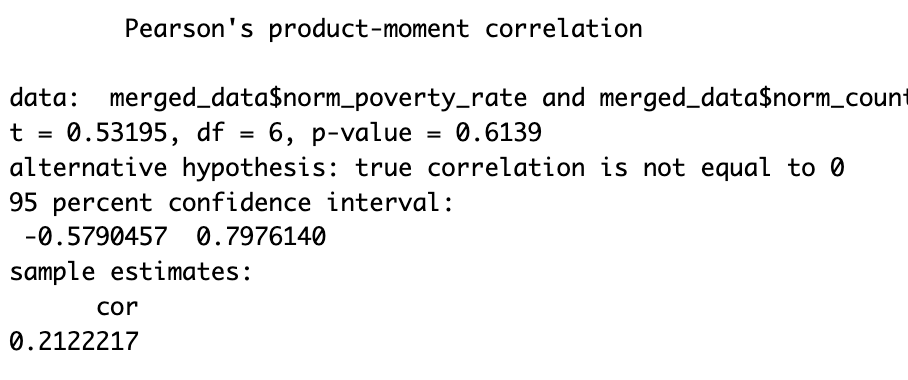 Pearson's product-moment correlation
data:  merged_data$norm_poverty_rate and merged_data$norm_count
t = 0.53195, df = 6, p-value = 0.6139
alternative hypothesis: true correlation is not equal to 0
95 percent confidence interval:
 -0.5790457  0.7976140
sample estimates:
      cor
0.2122217